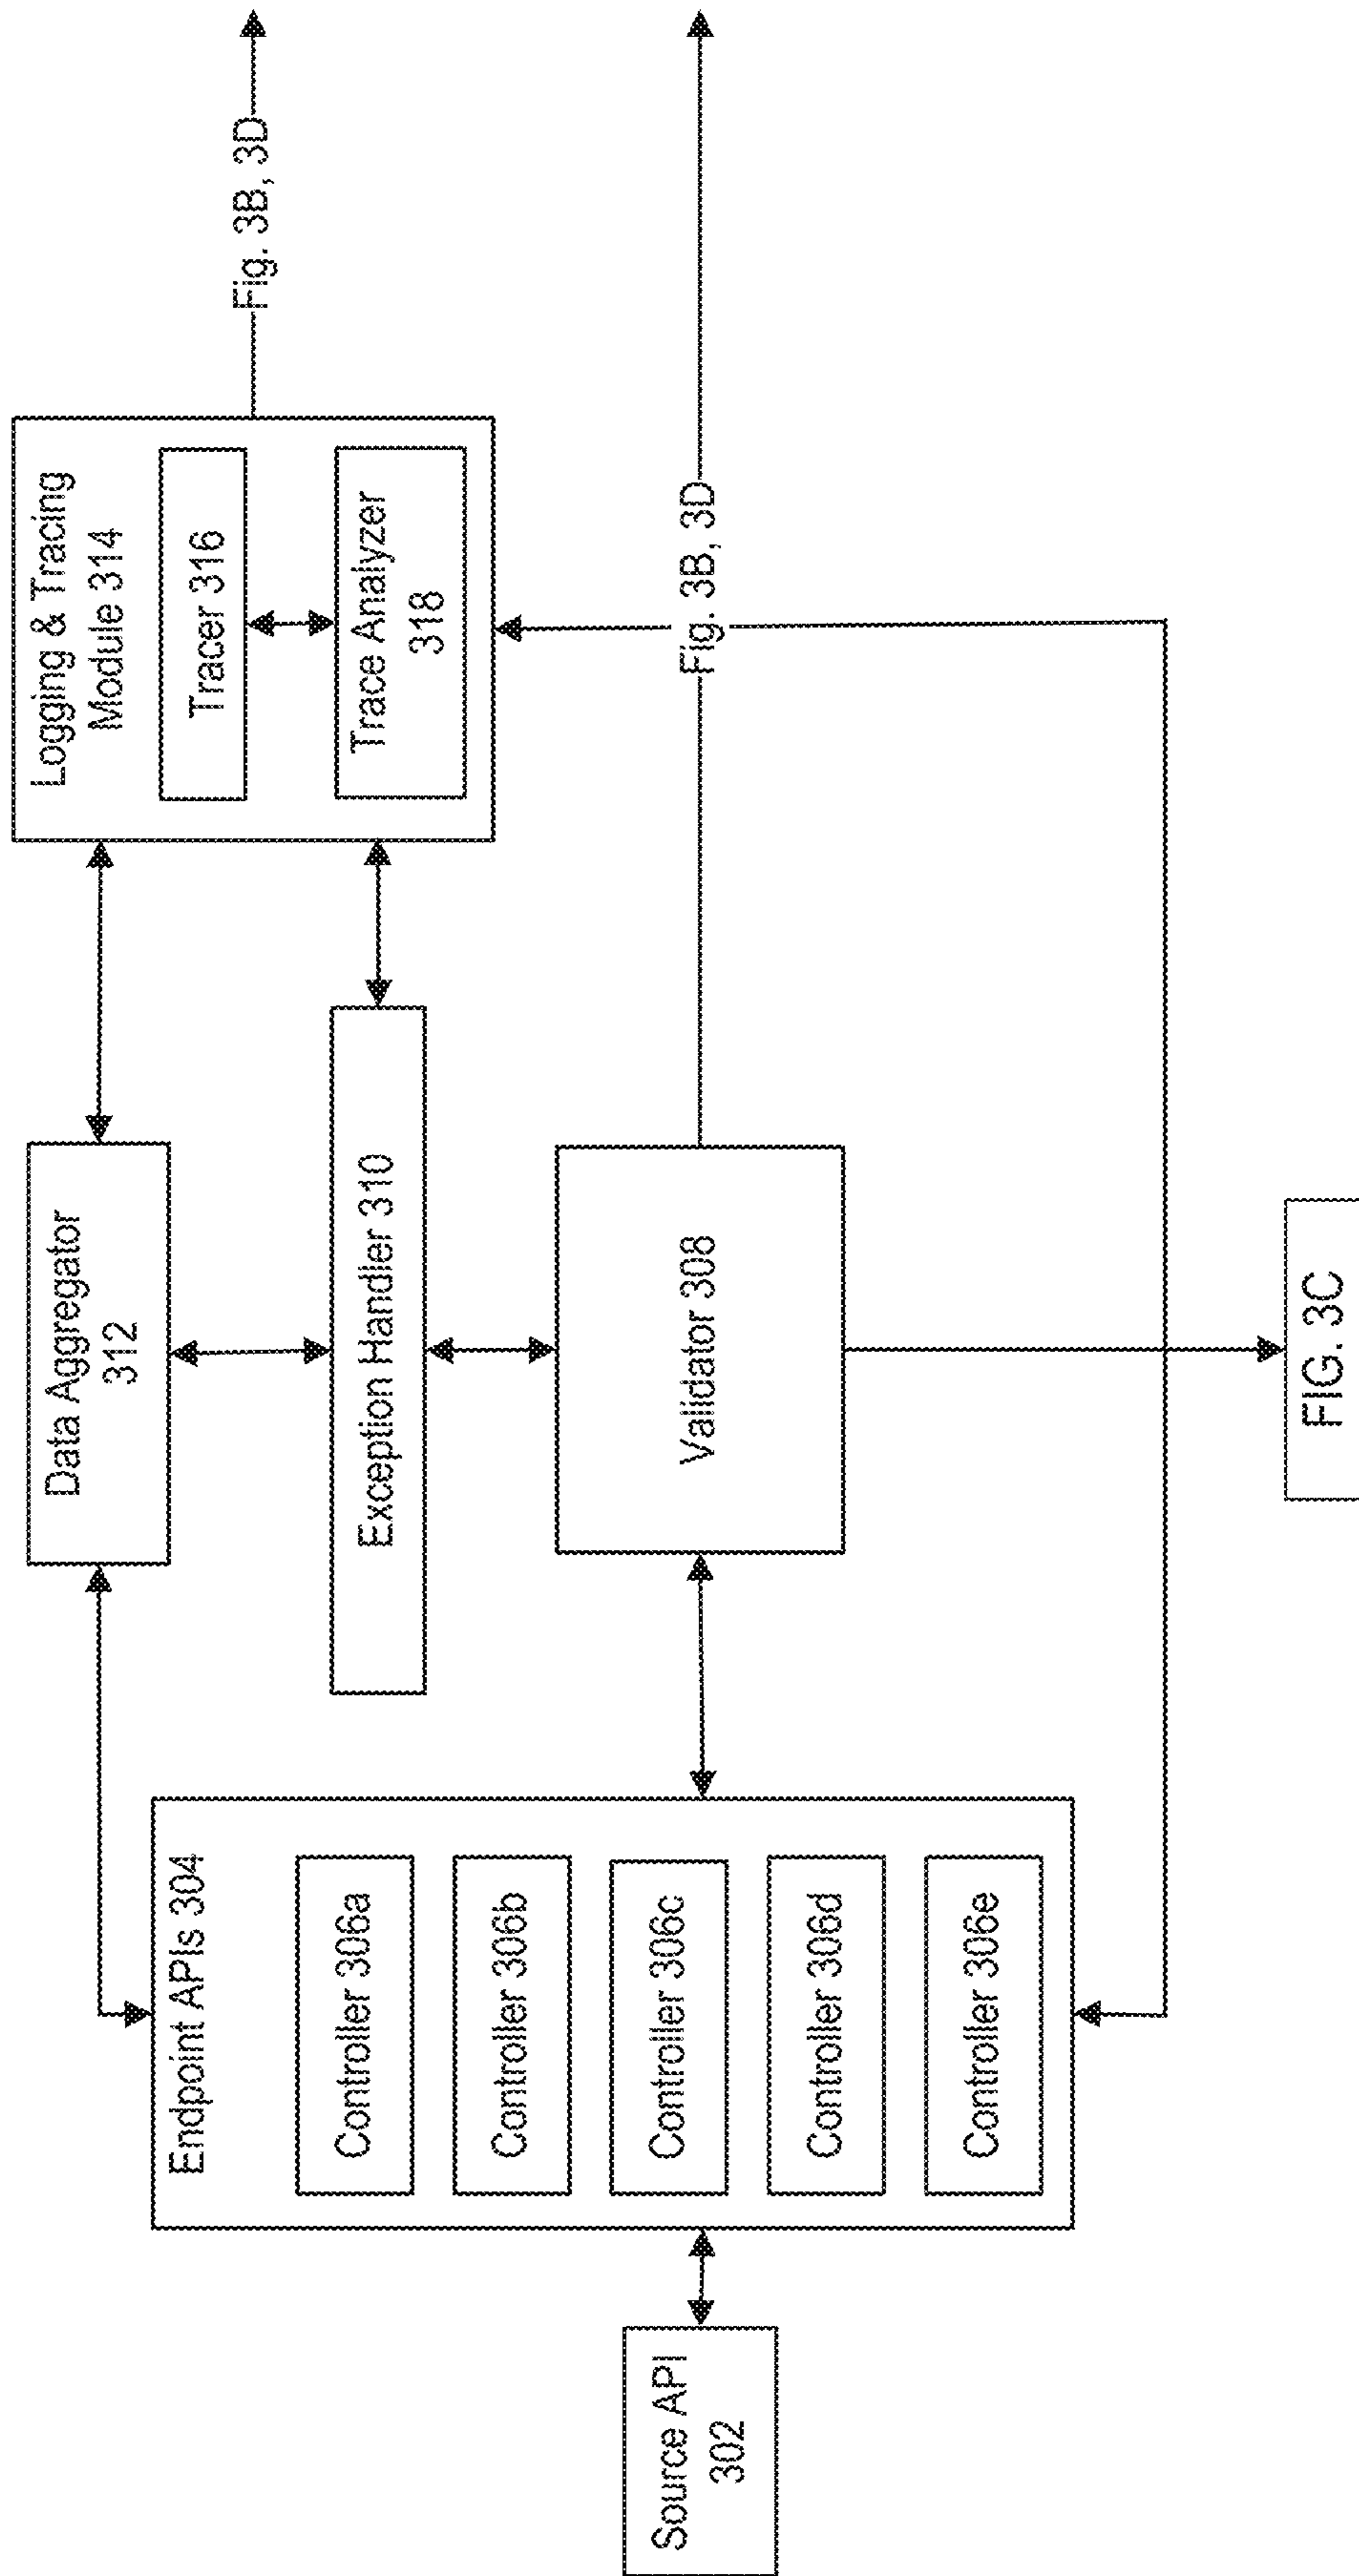 Source API
302
Endpoint APIs 304
Controller 306a
Controller 306b
Controller 306c
Controller 306d
Controller 306e
Data Aggregator
312
Exception Handler 310
Validator 308
Logging & Tracing
Module 314
Tracer 316
Trace Analyzer
318
Fig. 3B, 3D
Fig. 3B, 3D
FIG. 3C